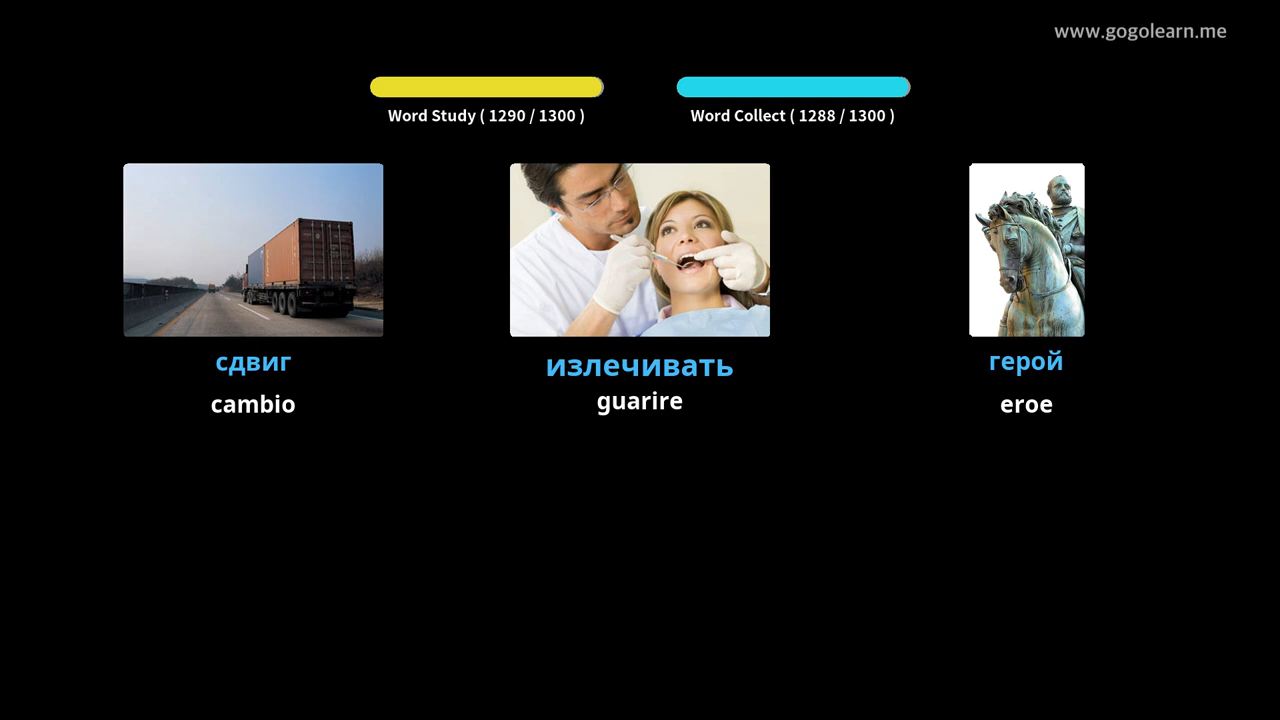 www.gogolearn.me
Word Study ( 1290 / 1300 )
Word Collect ( 1288 / 1300 )
сдвиг
излечивать
герой
cambio
guarire
eroe